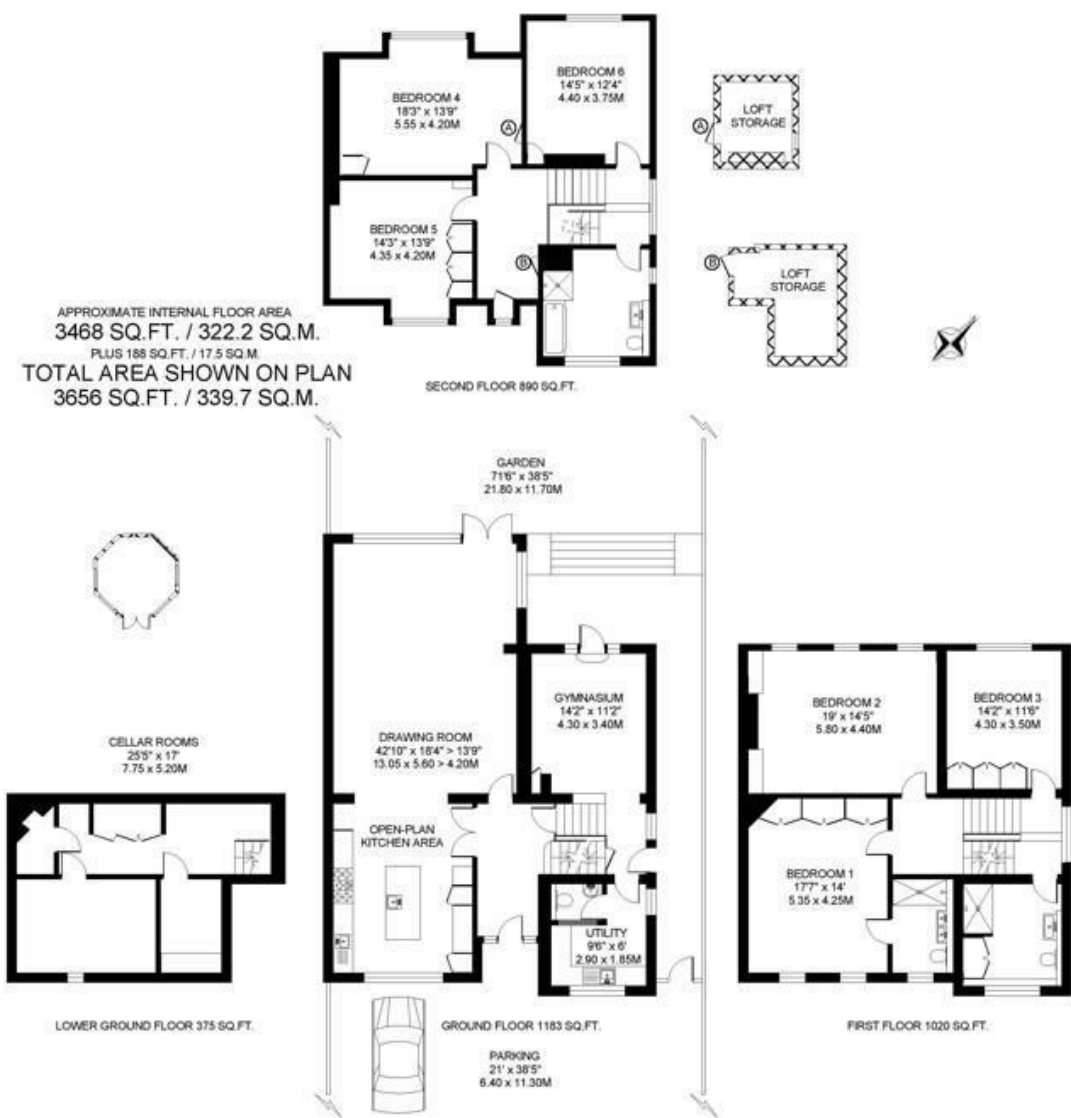 BEDROOM 6
14'5" x 12'4"
4.40 x 3.75M
BEDROOM 4
18'3" x 13'9"
5.55 x 4.20M
A
A
LOFT
STORAGE
BEDROOM 5
14'3" x 13'9"
4.35 x 4.20M
B
B
LOFT
STORAGE
APPROXIMATE INTERNAL FLOOR AREA
3468 SQ.FT. / 322.2 SQ.M.
PLUS 188 SQ.FT. / 17.5 SQ.M.
TOTAL AREA SHOWN ON PLAN
3656 SQ.FT. / 339.7 SQ.M.
SECOND FLOOR 890 SQ.FT.
GARDEN
71'6" x 38'5"
21.80 x 11.70M
GYMNASIUM
14'2" x 11'2"
4.30 x 3.40M
DRAWING ROOM
42'10" x 18'4" > 13'9"
13.05 x 5.60 > 4.20M
OPEN-PLAN
KITCHEN AREA
UTILITY
9'6" x 6'
2.90 x 1.85M
GROUND FLOOR 1183 SQ.FT.
PARKING
21' x 38'5"
6.40 x 11.30M
CELLAR ROOMS
25'5" x 17'
7.75 x 5.20M
LOWER GROUND FLOOR 375 SQ.FT.
BEDROOM 2
19' x 14'5"
5.80 x 4.40M
BEDROOM 3
14'2" x 11'6"
4.30 x 3.50M
BEDROOM 1
17'7" x 14'
5.35 x 4.25M
FIRST FLOOR 1020 SQ.FT.